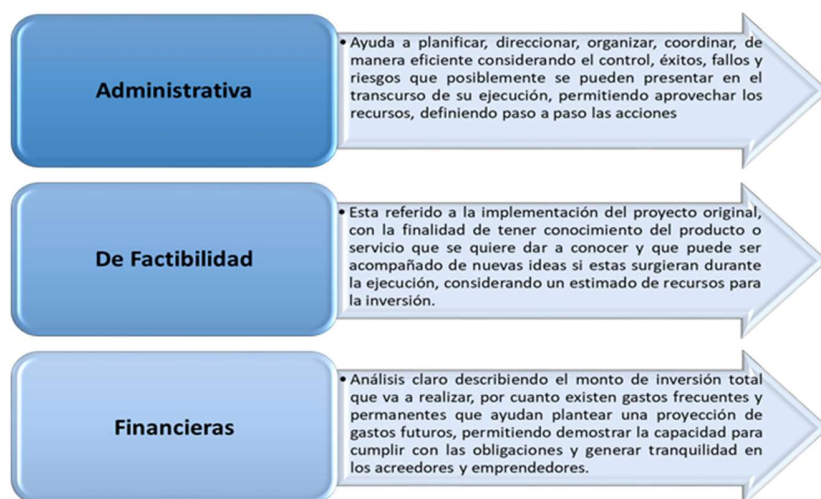 Administrativa
• Ayuda a planificar, direccionar, organizar, coordinar, de
manera eficiente considerando el control, éxitos, fallos y
riesgos que posiblemente se pueden presentar en el
transcurso de su ejecución, permitiendo aprovechar los
recursos, definiendo paso a paso las acciones
De Factibilidad
• Esta referido a la implementación del proyecto original,
con la finalidad de tener conocimiento del producto o
servicio que se quiere dar a conocer y que puede ser
acompañado de nuevas ideas si estas surgieran durante
la ejecución, considerando un estimado de recursos para
la inversión.
Financieras
• Análisis claro describiendo el monto de inversión total
que va a realizar, por cuanto existen gastos frecuentes y
permanentes que ayudan plantear una proyección de
gastos futuros, permitiendo demostrar la capacidad para
cumplir con las obligaciones y generar tranquilidad en
los acreedores y emprendedores.